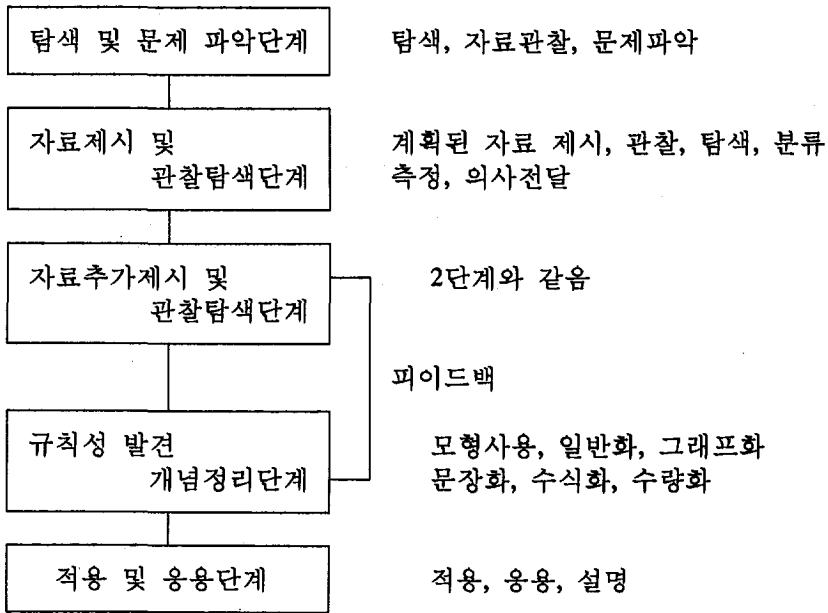 탐색 및 문제 파악단계
탐색, 자료관찰, 문제파악
자료제시 및
관찰탐색단계
계획된 자료 제시, 관찰, 탐색, 분류
측정, 의사전달
자료추가제시 및
관찰탐색단계
2단계와 같음
피이드백
규칙성 발견
개념정리단계
모형사용, 일반화, 그래프화
문장화, 수식화, 수량화
적용 및 응용단계
적용, 응용, 설명